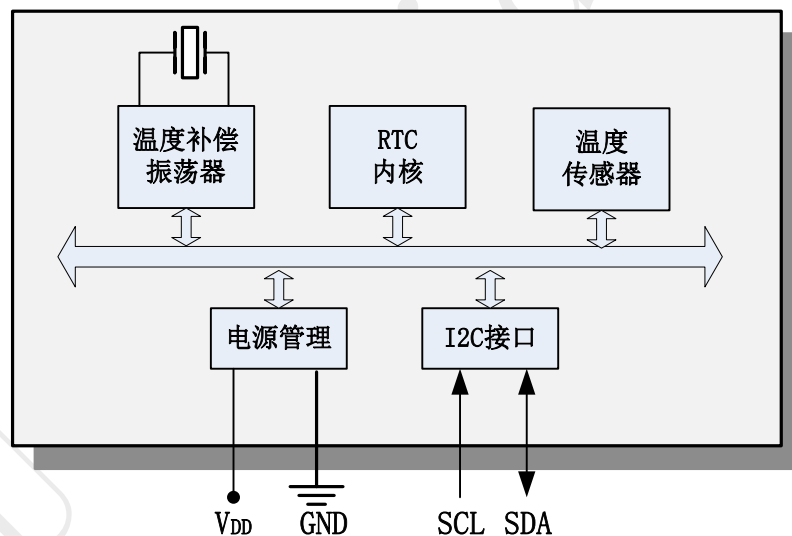 温度补偿
振荡器
RTC
内核
温度
传感器
电源管理
I2C接口
VDD
GND
SCL
SDA